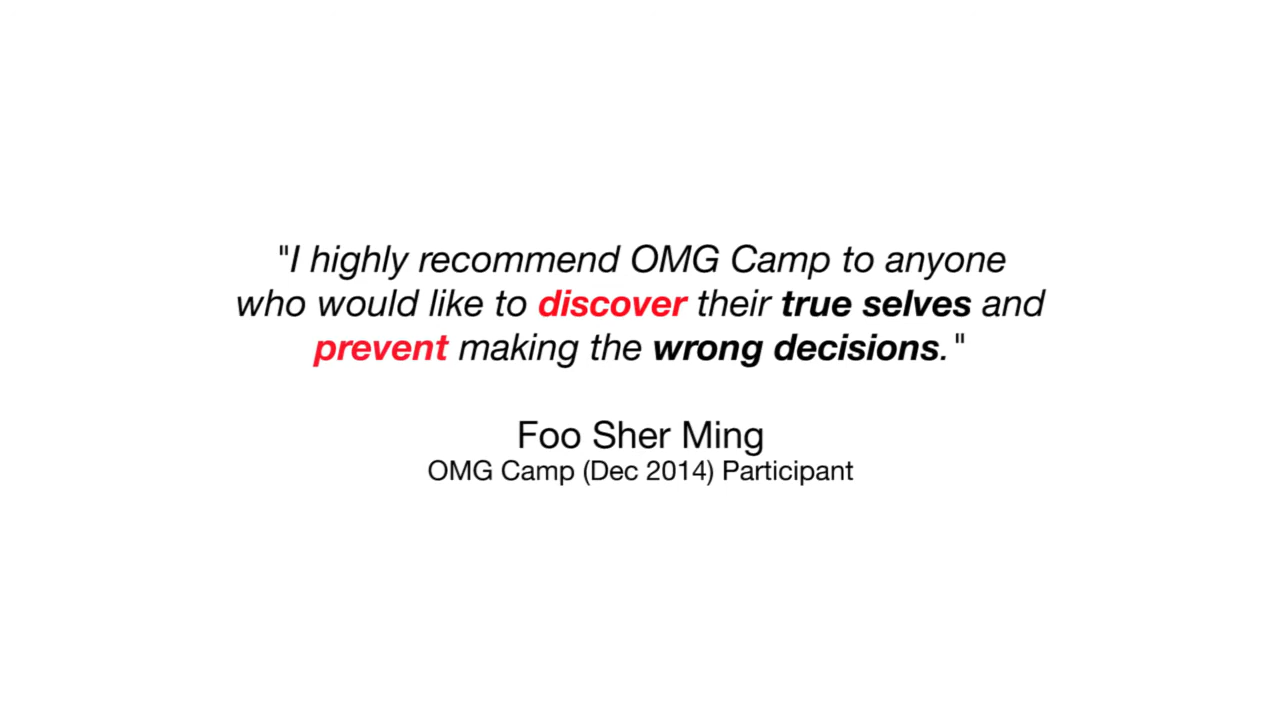 "I highly recommend OMG Camp to anyone
who would like to discover their true selves and
prevent making the wrong decisions."
Foo Sher Ming
OMG Camp (Dec 2014) Participant